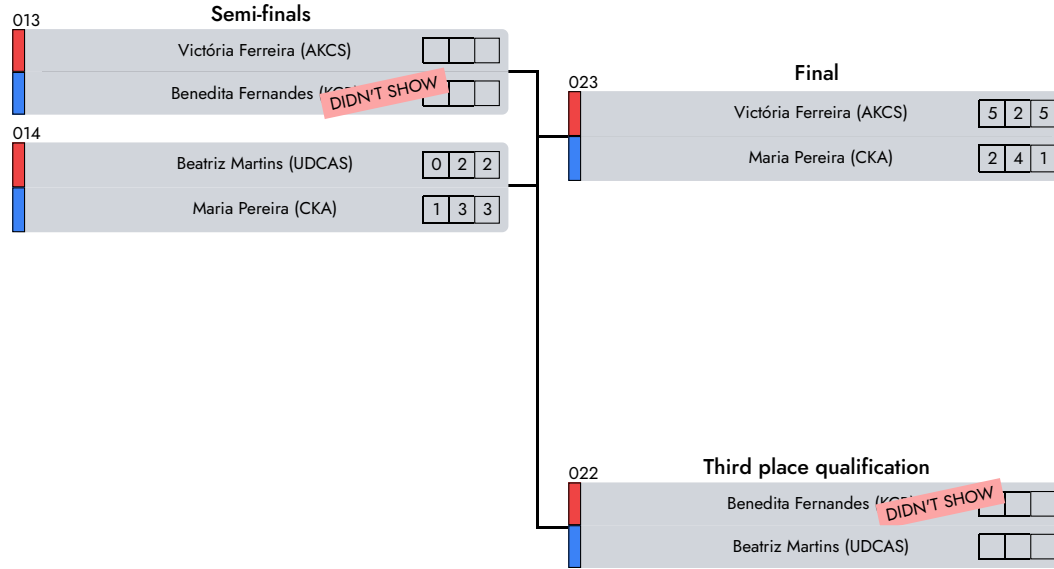 Semi-finals
013
Victória Ferreira (AKCS)
Benedita Fernandes
DIDN'T SHOW
014
Beatriz Martins (UDCAS) 0 2 2
Maria Pereira (CKA) 1 3 3
Final
023
Victória Ferreira (AKCS) 5 2 5
Maria Pereira (CKA) 2 4 1
Third place qualification
022
Benedita Fernandes
DIDN'T SHOW
Beatriz Martins (UDCAS)